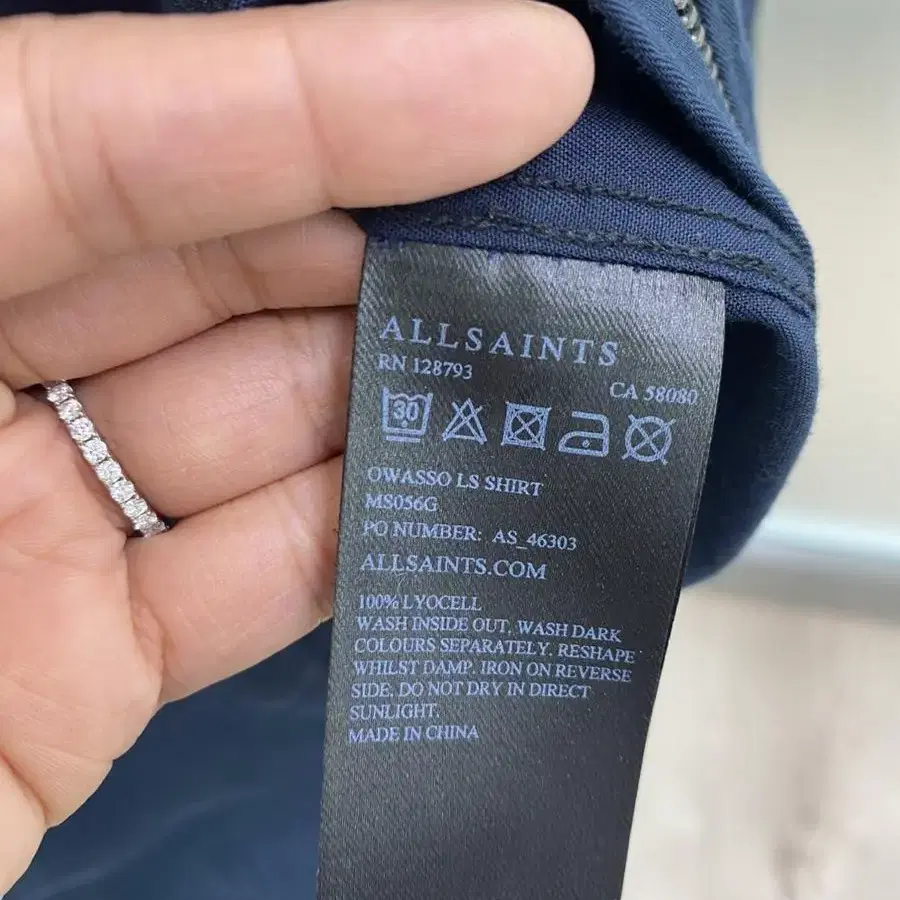 ALLSAINTS
RN 128793
CA 58080
30
OWASSO LS SHIRT
MS056G
PO NUMBER: AS_46303
ALLSAINTS.COM
100% LYOCELL
WASH INSIDE OUT, WASH DARK
COLOURS SEPARATELY. RESHAPE
WHILST DAMP. IRON ON REVERSE
SIDE. DO NOT DRY IN DIRECT
SUNLIGHT.
MADE IN CHINA